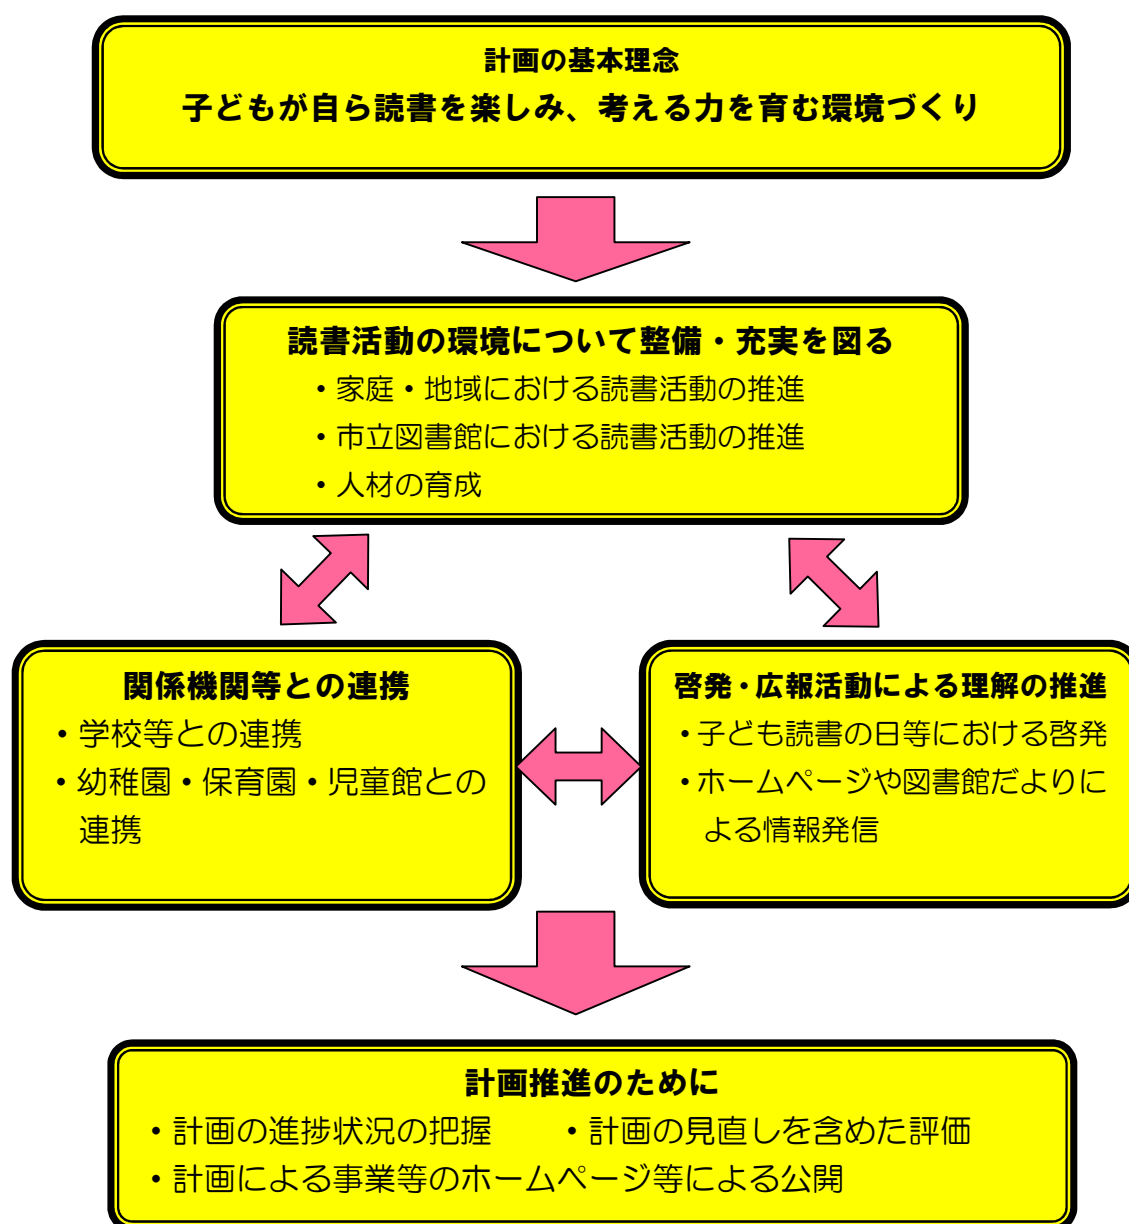 計画の基本理念
子どもが自ら読書を楽しみ、考える力を育む環境づくり
読書活動の環境について整備・充実を図る
・家庭・地域における読書活動の推進
・市立図書館における読書活動の推進
・人材の育成
関係機関等との連携
・学校等との連携
・幼稚園・保育園・児童館との
連携
啓発・広報活動による理解の推進
・子ども読書の日等における啓発
・ホームページや図書館だよりに
よる情報発信
計画推進のために
・計画の進捗状況の把握　　・計画の見直しを含めた評価
・計画による事業等のホームページ等による公開